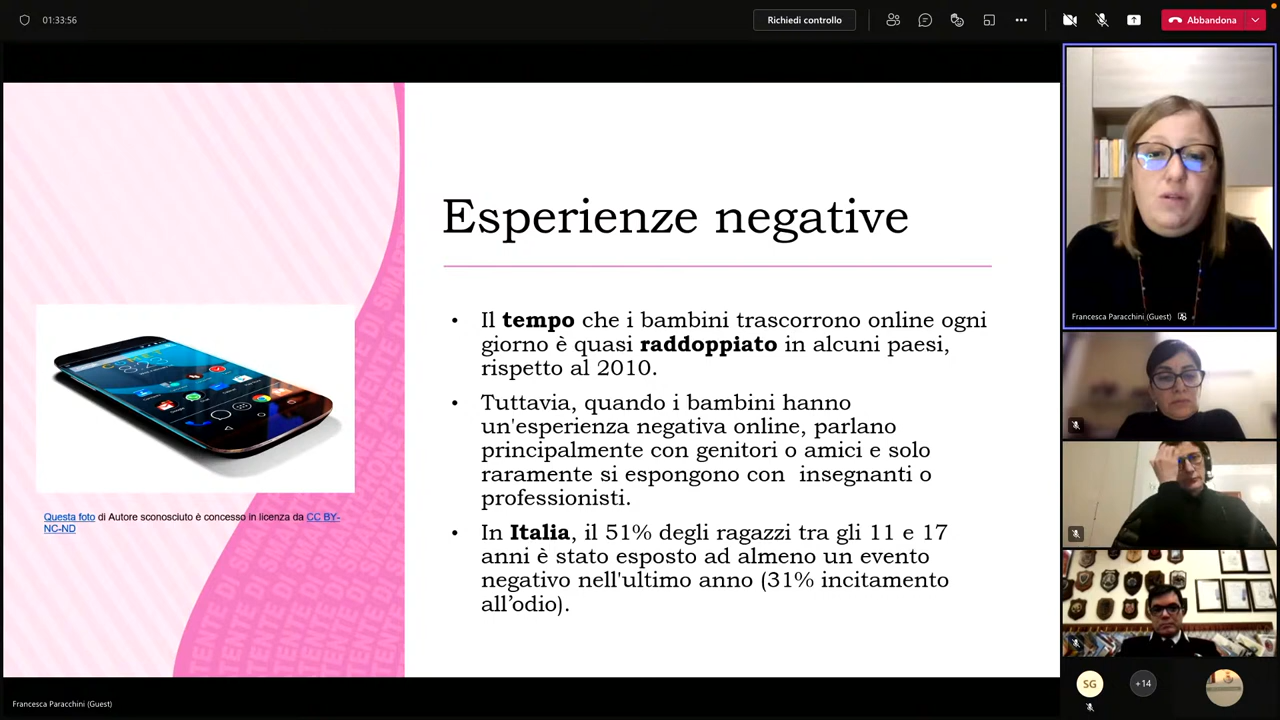 01:33:56
Richiedi controllo
Abbandona
Esperienze negative
• Il tempo che i bambini trascorrono online ogni
giorno è quasi raddoppiato in alcuni paesi,
rispetto al 2010.
• Tuttavia, quando i bambini hanno
un'esperienza negativa online, parlano
principalmente con genitori o amici e solo
raramente si espongono con  insegnanti o
professionisti.
• In Italia, il 51% degli ragazzi tra gli 11 e 17
anni è stato esposto ad almeno un evento
negativo nell'ultimo anno (31% incitamento
all’odio).
Questa foto di Autore sconosciuto è concesso in licenza da CC BY-
NC-ND
Francesca Paracchini (Guest)
SG
+14
Francesca Paracchini (Guest)